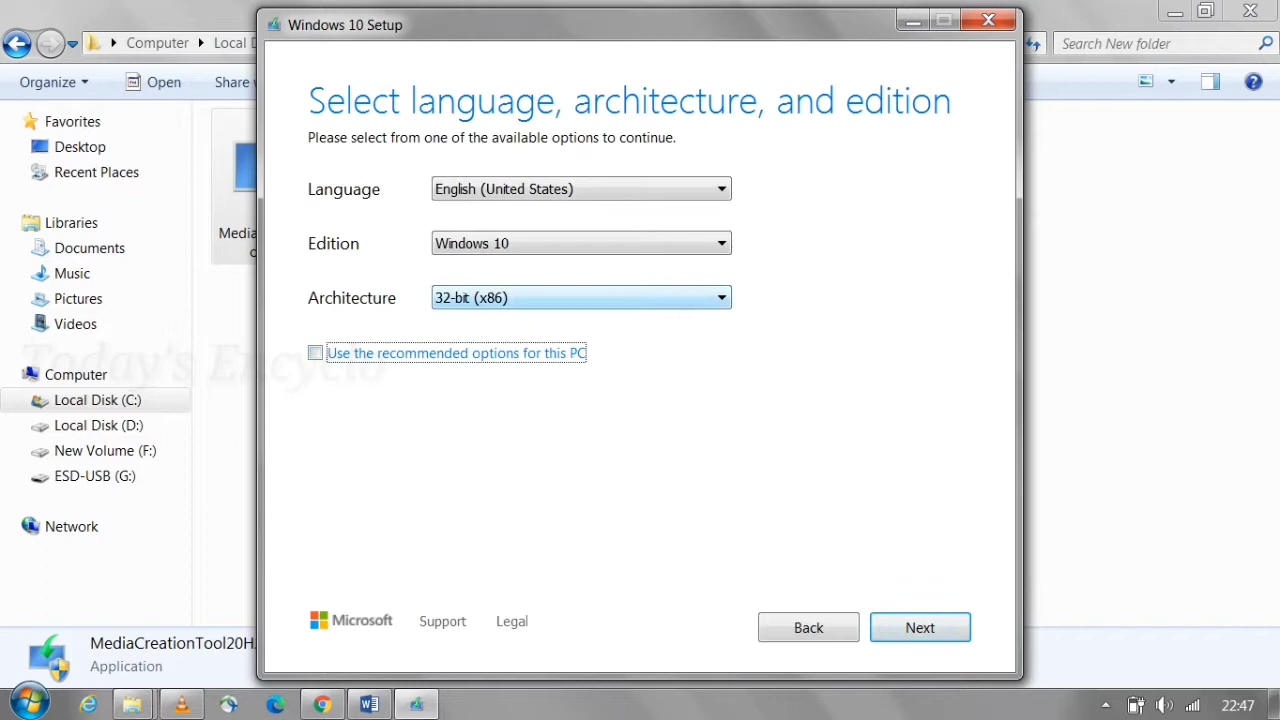 Windows 10 Setup
Computer
Local D
Search New folder
Organize
Open
Share w
Favorites
Desktop
Recent Places
Libraries
Documents
Music
Pictures
Videos
Computer
Local Disk (C:)
Local Disk (D:)
New Volume (F:)
ESD-USB (G:)
Network
Media
o
Select language, architecture, and edition
Please select from one of the available options to continue.
Language
English (United States)
Edition
Windows 10
Architecture
32-bit (x86)
Use the recommended options for this PC
Today's Encyclo
Microsoft
Support
Legal
Back
Next
MediaCreationTool20H
Application
22:47